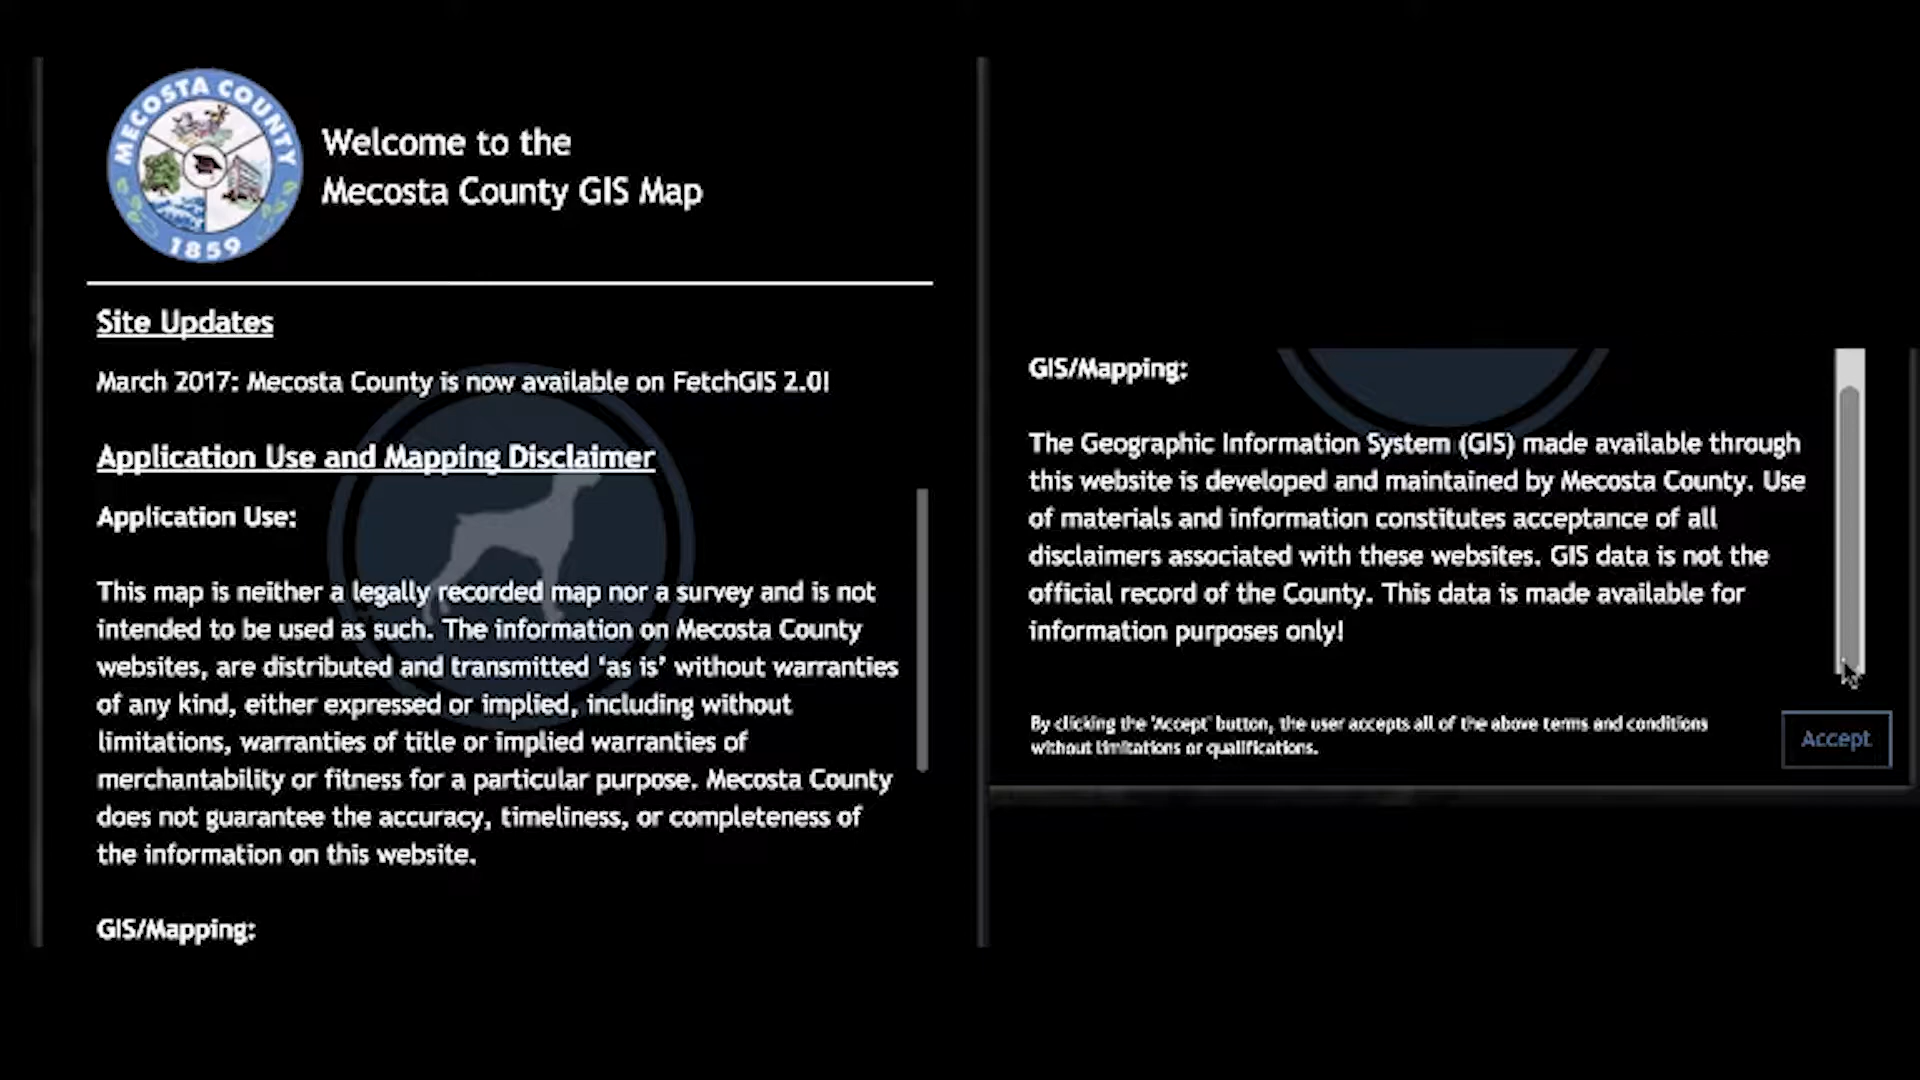 MECOSTA COUNTY
1859
Welcome to the
Mecosta County GIS Map
Site Updates
March 2017: Mecosta County is now available on FetchGIS 2.0!
Application Use and Mapping Disclaimer
Application Use:
This map is neither a legally recorded map nor a survey and is not
intended to be used as such. The information on Mecosta County
websites, are distributed and transmitted 'as is' without warranties
of any kind, either expressed or implied, including without
limitations, warranties of title or implied warranties of
merchantability or fitness for a particular purpose. Mecosta County
does not guarantee the accuracy, timeliness, or completeness of
the information on this website.
GIS/Mapping:
GIS/Mapping:
The Geographic Information System (GIS) made available through
this website is developed and maintained by Mecosta County. Use
of materials and information constitutes acceptance of all
disclaimers associated with these websites. GIS data is not the
official record of the County. This data is made available for
information purposes only!
By clicking the 'Accept' button, the user accepts all of the above terms and conditions
without limitations or qualifications.
Accept